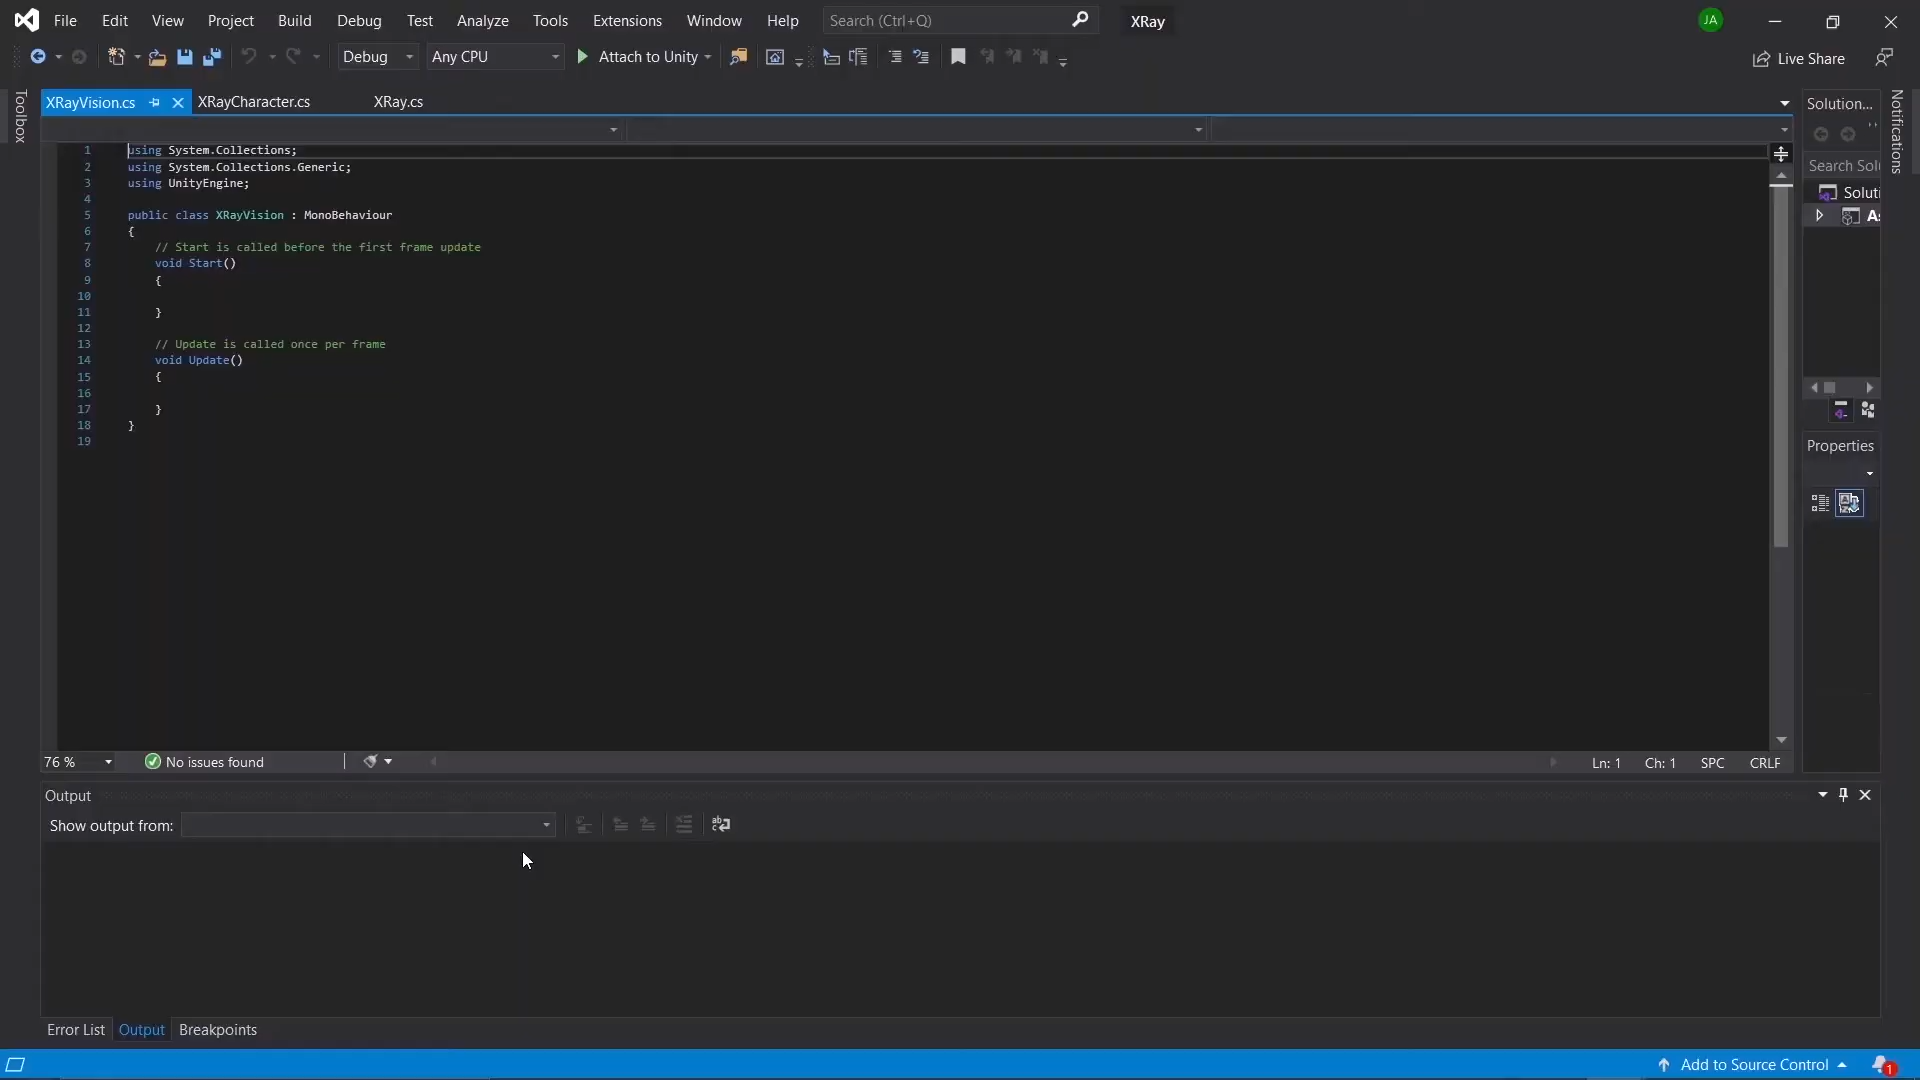 File Edit View Project Build Debug Test Analyze Tools Extensions Window Help Search (Ctrl+Q) XRay JA
Debug Any CPU Attach to Unity Live Share
Toolbox
XRayVision.cs XRayCharacter.cs XRay.cs
Solution...
Notifications
Search Sol
Soluti
As
Properties
1 using System.Collections;
2 using System.Collections.Generic;
3 using UnityEngine;
4
5 public class XRayVision : MonoBehaviour
6 {
7 // Start is called before the first frame update
8 void Start()
9 {
10
11 }
12
13 // Update is called once per frame
14 void Update()
15 {
16
17 }
18 }
19
76 % No issues found Ln: 1 Ch: 1 SPC CRLF
Output
Show output from:
Error List Output Breakpoints
Add to Source Control 1